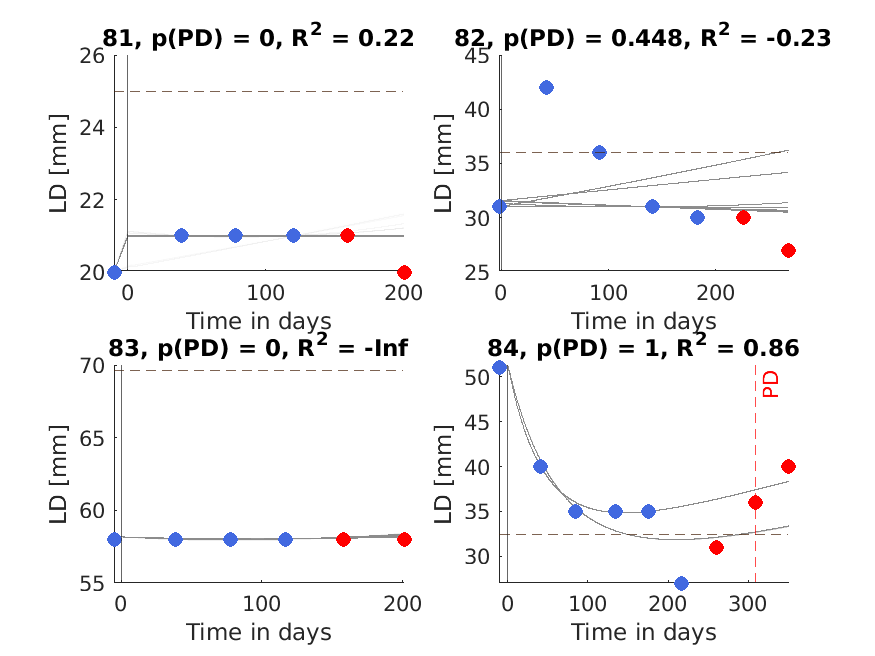 81, p(PD) = 0, R² = 0.22
26
24
22
20
LD [mm]
0
100
200
Time in days
82, p(PD) = 0.448, R² = -0.23
45
40
35
30
25
LD [mm]
0
100
200
Time in days
83, p(PD) = 0, R² = -Inf
70
65
60
55
LD [mm]
0
100
200
Time in days
84, p(PD) = 1, R² = 0.86
50
45
40
35
30
LD [mm]
PD
0
100
200
300
Time in days